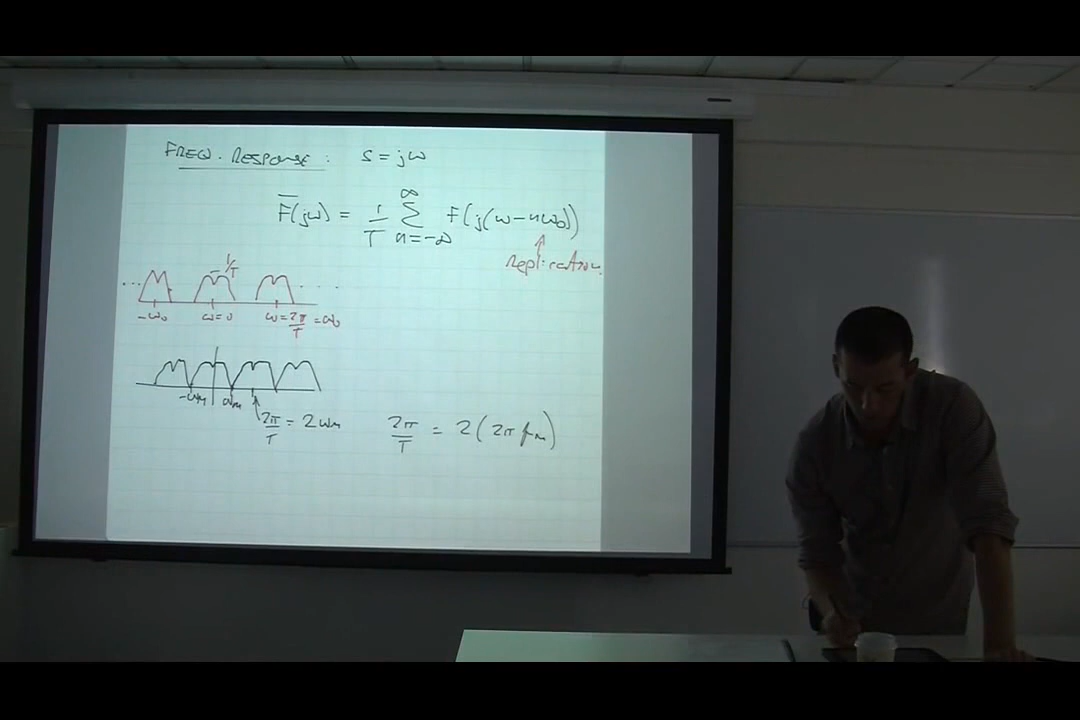 FREQ. RESPONSE: s = jω
F̅(jω) = 1/T ∑_{n=-∞}^{∞} F(j(ω-nω₀))
Replication.
1/T
-ω₀ ω=0 ω=2π/T=ω₀
-ωₘ ωₘ
2π/T = 2ωₘ 2π/T = 2(2πfₘ)